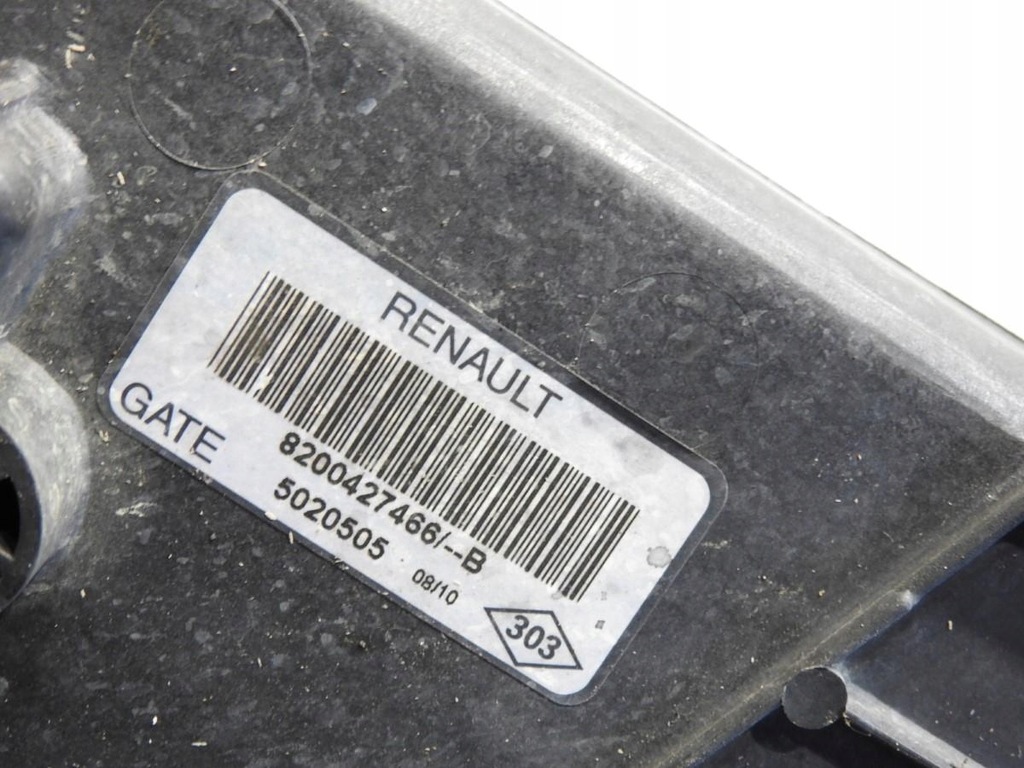 RENAULT
8200427466/--B
GATE
5020505
08/10
303